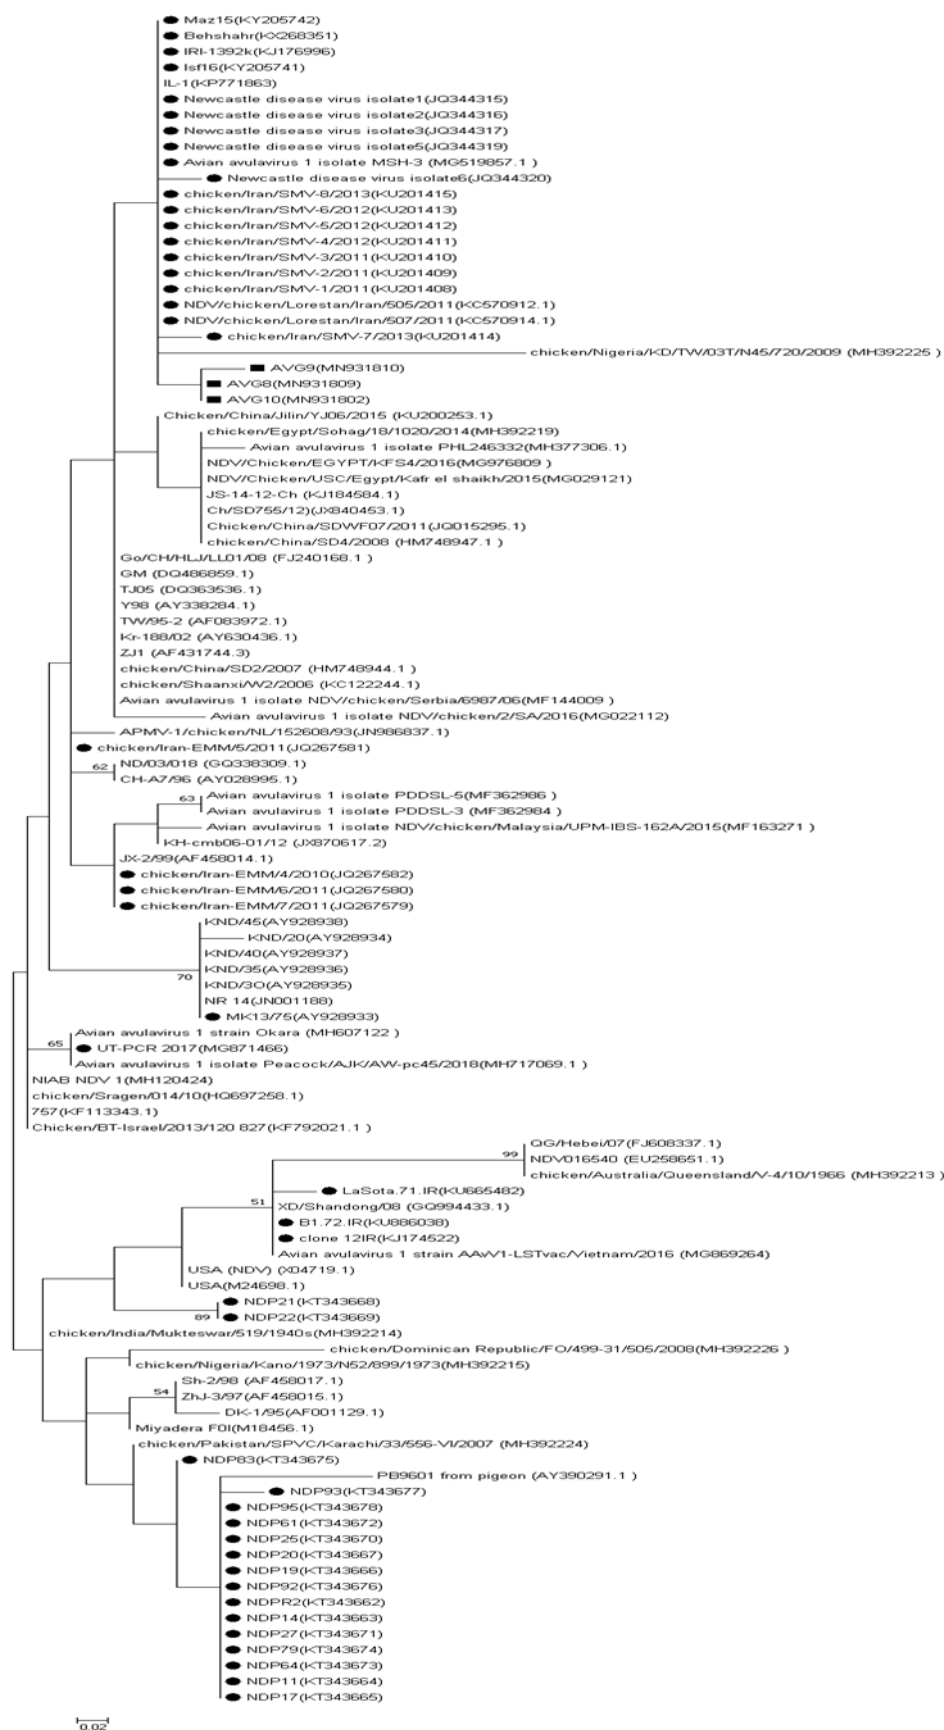 Maz15(KY205742)
Behshahr(KX268351)
IRI-1392k(KJ176996)
Isf16(KY205741)
IL-1(KP771863)
Newcastle disease virus isolate1(JQ344315)
Newcastle disease virus isolate2(JQ344316)
Newcastle disease virus isolate3(JQ344317)
Newcastle disease virus isolate5(JQ344319)
Avian avulavirus 1 isolate MSH-3 (MG519857.1 )
Newcastle disease virus isolate6(JQ344320)
chicken/Iran/SMV-8/2013(KU201415)
chicken/Iran/SMV-6/2012(KU201413)
chicken/Iran/SMV-5/2012(KU201412)
chicken/Iran/SMV-4/2012(KU201411)
chicken/Iran/SMV-3/2011(KU201410)
chicken/Iran/SMV-2/2011(KU201409)
chicken/Iran/SMV-1/2011(KU201408)
NDV/chicken/Lorestan/Iran/505/2011(KC570912.1)
NDV/chicken/Lorestan/Iran/507/2011(KC570914.1)
chicken/Iran/SMV-7/2013(KU201414)
chicken/Nigeria/KD/TW/03T/N45/720/2009 (MH392225 )
AVG9(MN931810)
AVG8(MN931809)
AVG10(MN931802)
Chicken/China/Jilin/YJ06/2015 (KU200253.1)
chicken/Egypt/Sohag/18/1020/2014(MH392219)
Avian avulavirus 1 isolate PHL246332(MH377306.1)
NDV/Chicken/EGYPT/KFS4/2016(MG976809 )
NDV/Chicken/USC/Egypt/Kafr el shaikh/2015(MG029121)
JS-14-12-Ch (KJ184584.1)
Ch/SD755/12)(JX840453.1)
Chicken/China/SDWF07/2011(JQ015295.1)
chicken/China/SD4/2008 (HM748947.1 )
Go/CH/HLJ/LL01/08 (FJ240168.1 )
GM (DQ486859.1)
TJ05 (DQ363536.1)
Y98 (AY338284.1)
TW/95-2 (AF083972.1)
Kr-188/02 (AY630436.1)
ZJ1 (AF431744.3)
chicken/China/SD2/2007 (HM748944.1 )
chicken/Shaanxi/W2/2006 (KC122244.1)
Avian avulavirus 1 isolate NDV/chicken/Serbia/6987/06(MF144009 )
Avian avulavirus 1 isolate NDV/chicken/2/SA/2016(MG022112)
APMV-1/chicken/NL/152608/93(JN986837.1)
chicken/Iran-EMM/5/2011(JQ267581)
ND/03/018 (GQ338309.1)
62
CH-A7/96 (AY028995.1)
Avian avulavirus 1 isolate PDDSL-5(MF362986 )
63
Avian avulavirus 1 isolate PDDSL-3 (MF362984 )
Avian avulavirus 1 isolate NDV/chicken/Malaysia/UPM-IBS-162A/2015(MF163271 )
KH-cmb06-01/12 (JX870617.2)
JX-2/99(AF458014.1)
chicken/Iran-EMM/4/2010(JQ267582)
chicken/Iran-EMM/6/2011(JQ267580)
chicken/Iran-EMM/7/2011(JQ267579)
KND/45(AY928938)
KND/20(AY928934)
KND/40(AY928937)
KND/35(AY928936)
70
KND/3O(AY928935)
NR 14(JN001188)
MK13/75(AY928933)
Avian avulavirus 1 strain Okara (MH607122 )
65
UT-PCR 2017(MG871466)
Avian avulavirus 1 isolate Peacock/AJK/AW-pc45/2018(MH717069.1 )
NIAB NDV 1(MH120424)
chicken/Sragen/014/10(HQ697258.1)
757(KF113343.1)
Chicken/BT-Israel/2013/120 827(KF792021.1 )
QG/Hebei/07(FJ608337.1)
99
NDV016540 (EU258651.1)
chicken/Australia/Queensland/V-4/10/1966 (MH392213 )
LaSota.71.IR(KU665482)
51
XD/Shandong/08 (GQ994433.1)
B1.72.IR(KU886038)
clone 12IR(KJ174522)
Avian avulavirus 1 strain AAvV1-LSTvac/Vietnam/2016 (MG869264)
USA (NDV) (X04719.1)
USA(M24698.1)
NDP21(KT343668)
89
NDP22(KT343669)
chicken/India/Mukteswar/519/1940s(MH392214)
chicken/Dominican Republic/FO/499-31/505/2008(MH392226 )
chicken/Nigeria/Kano/1973/N52/899/1973(MH392215)
Sh-2/98 (AF458017.1)
54
ZhJ-3/97(AF458015.1)
DK-1/95(AF001129.1)
Miyadera F0I(M18456.1)
chicken/Pakistan/SPVC/Karachi/33/556-VI/2007 (MH392224)
NDP83(KT343675)
PB9601 from pigeon (AY390291.1 )
NDP93(KT343677)
NDP95(KT343678)
NDP61(KT343672)
NDP25(KT343670)
NDP20(KT343667)
NDP19(KT343666)
NDP92(KT343676)
NDPR2(KT343662)
NDP14(KT343663)
NDP27(KT343671)
NDP79(KT343674)
NDP64(KT343673)
NDP11(KT343664)
NDP17(KT343665)
0.02